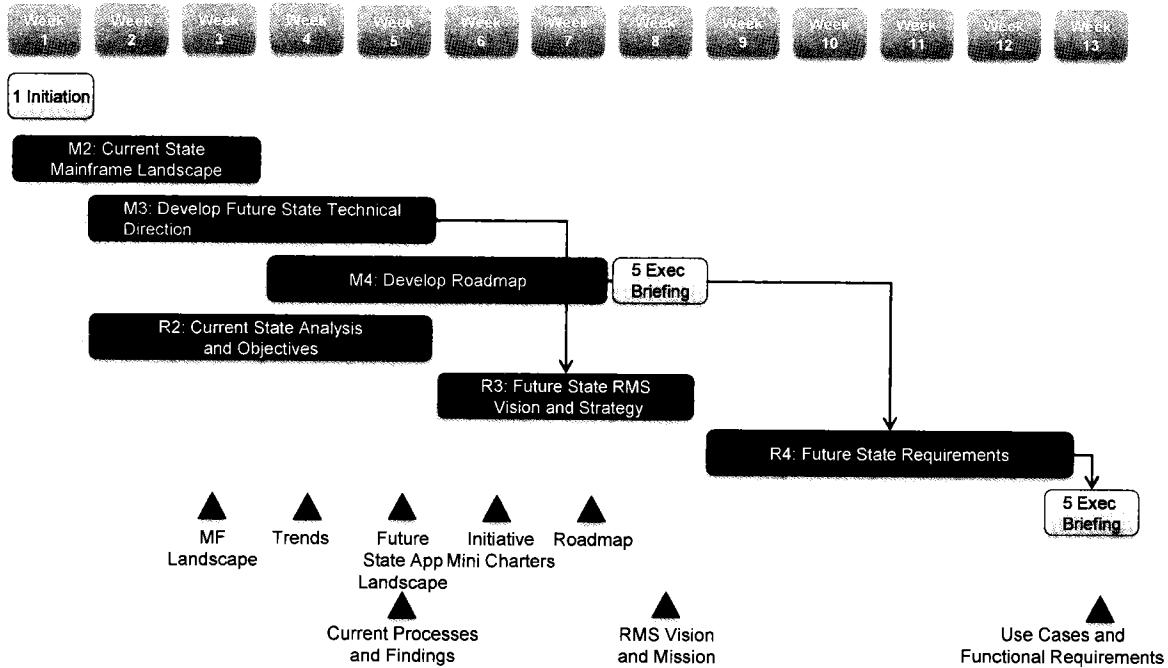 Week
1
Week
2
Week
3
Week
4
Week
5
Week
6
Week
7
Week
8
Week
9
Week
10
Week
11
Week
12
Week
13
1 Initiation
M2: Current State
Mainframe Landscape
M3: Develop Future State Technical
Direction
M4: Develop Roadmap
5 Exec
Briefing
R2: Current State Analysis
and Objectives
R3: Future State RMS
Vision and Strategy
R4: Future State Requirements
5 Exec
Briefing
MF
Landscape
Trends
Future
State App
Landscape
Initiative
Mini Charters
Roadmap
Current Processes
and Findings
RMS Vision
and Mission
Use Cases and
Functional Requirements